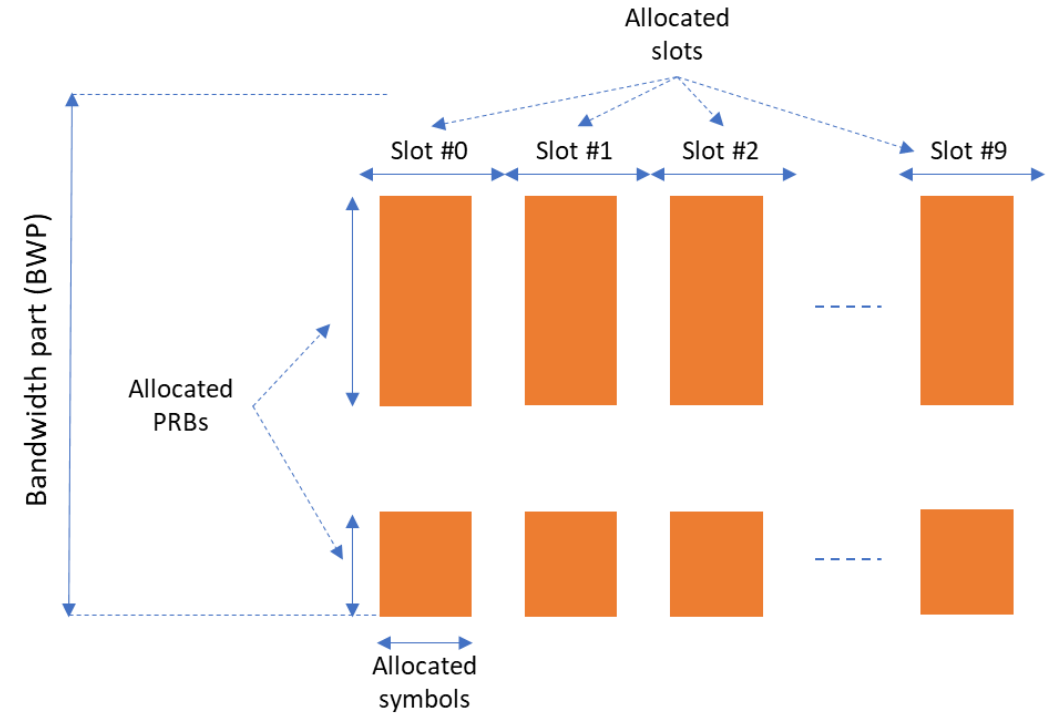 Allocated
slots
Slot #0
Slot #1
Slot #2
Slot #9
Bandwidth part (BWP)
Allocated
PRBs
Allocated
symbols